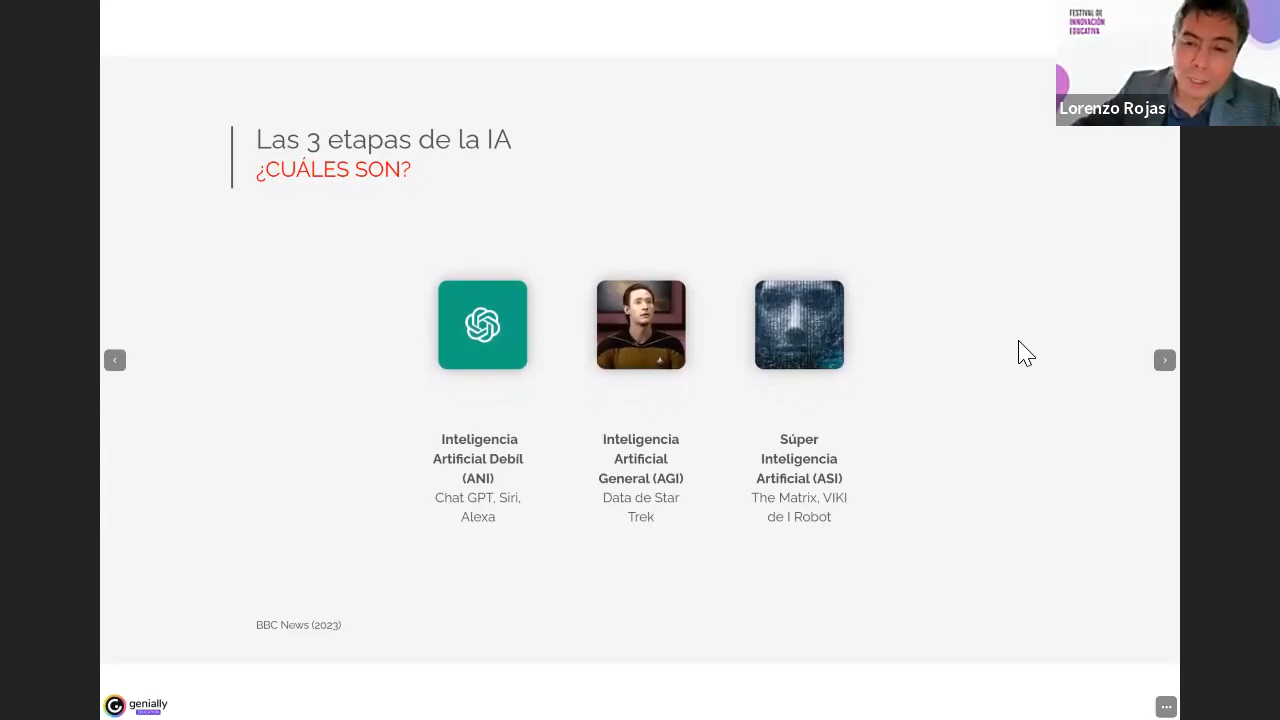 FESTIVAL DE
INNOVACIÓN
EDUCATIVA
Lorenzo Rojas
Las 3 etapas de la IA
¿CUÁLES SON?
Inteligencia
Artificial Debíl
(ANI)
Chat GPT, Siri,
Alexa
Inteligencia
Artificial
General (AGI)
Data de Star
Trek
Súper
Inteligencia
Artificial (ASI)
The Matrix, VIKI
de I Robot
BBC News (2023)
genially
EDUCATION